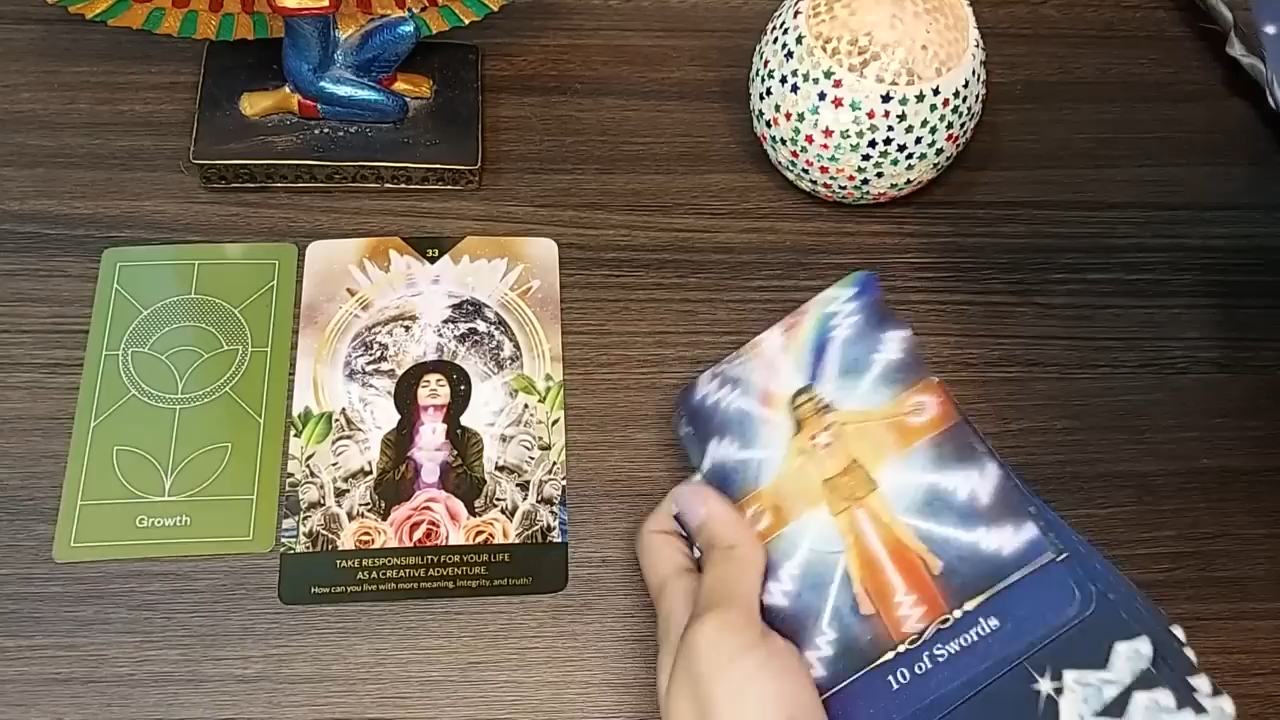 Growth
33
TAKE RESPONSIBILITY FOR YOUR LIFE
AS A CREATIVE ADVENTURE.
How can you live with more meaning, integrity, and truth?
10 of Swords